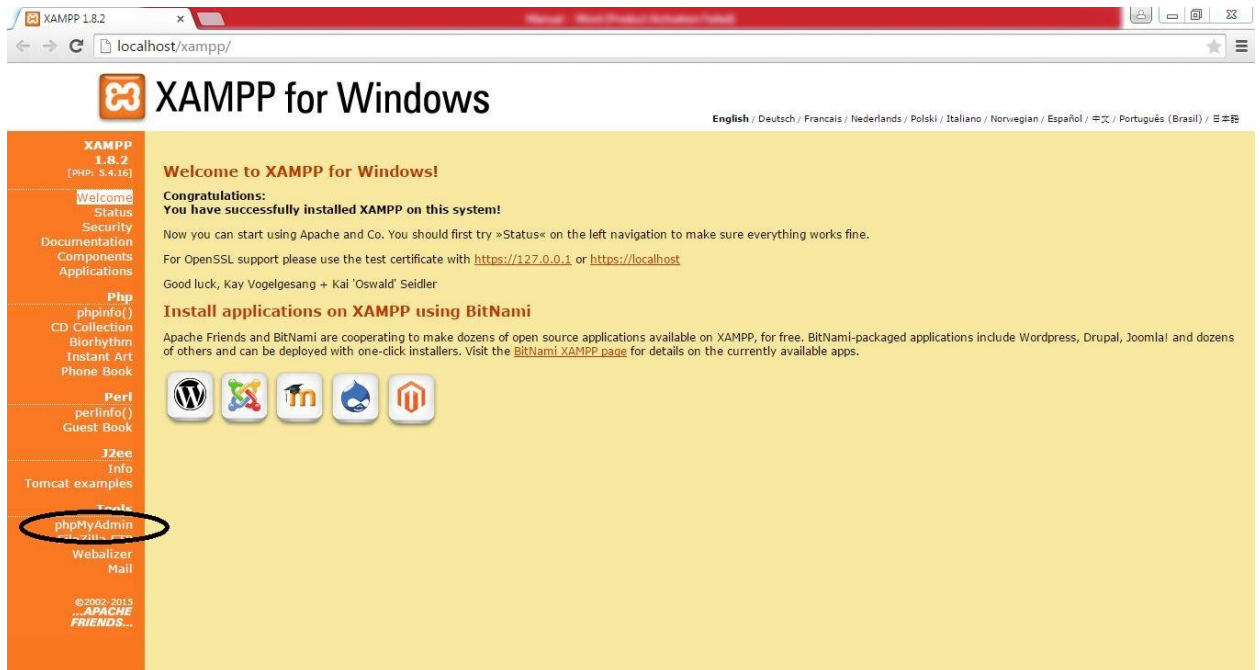 XAMPP 1.8.2
Manual - Word (Product Activation Failed)
localhost/xampp/
XAMPP for Windows
English / Deutsch / Francais / Nederlands / Polski / Italiano / Norwegian / Español / 中文 / Português (Brasil) / 日本語
XAMPP
1.8.2
[PHP: 5.4.16]
Welcome
Status
Security
Documentation
Components
Applications
Php
phpinfo()
CD Collection
Biorhythm
Instant Art
Phone Book
Perl
perlinfo()
Guest Book
J2ee
Info
Tomcat examples
Tools
phpMyAdmin
FileZilla FTP
Webalizer
Mail
©2002-2015
...APACHE
FRIENDS...
Welcome to XAMPP for Windows!
Congratulations:
You have successfully installed XAMPP on this system!
Now you can start using Apache and Co. You should first try »Status« on the left navigation to make sure everything works fine.
For OpenSSL support please use the test certificate with https://127.0.0.1 or https://localhost
Good luck, Kay Vogelgesang + Kai 'Oswald' Seidler
Install applications on XAMPP using BitNami
Apache Friends and BitNami are cooperating to make dozens of open source applications available on XAMPP, for free. BitNami-packaged applications include Wordpress, Drupal, Joomla! and dozens
of others and can be deployed with one-click installers. Visit the BitNami XAMPP page for details on the currently available apps.